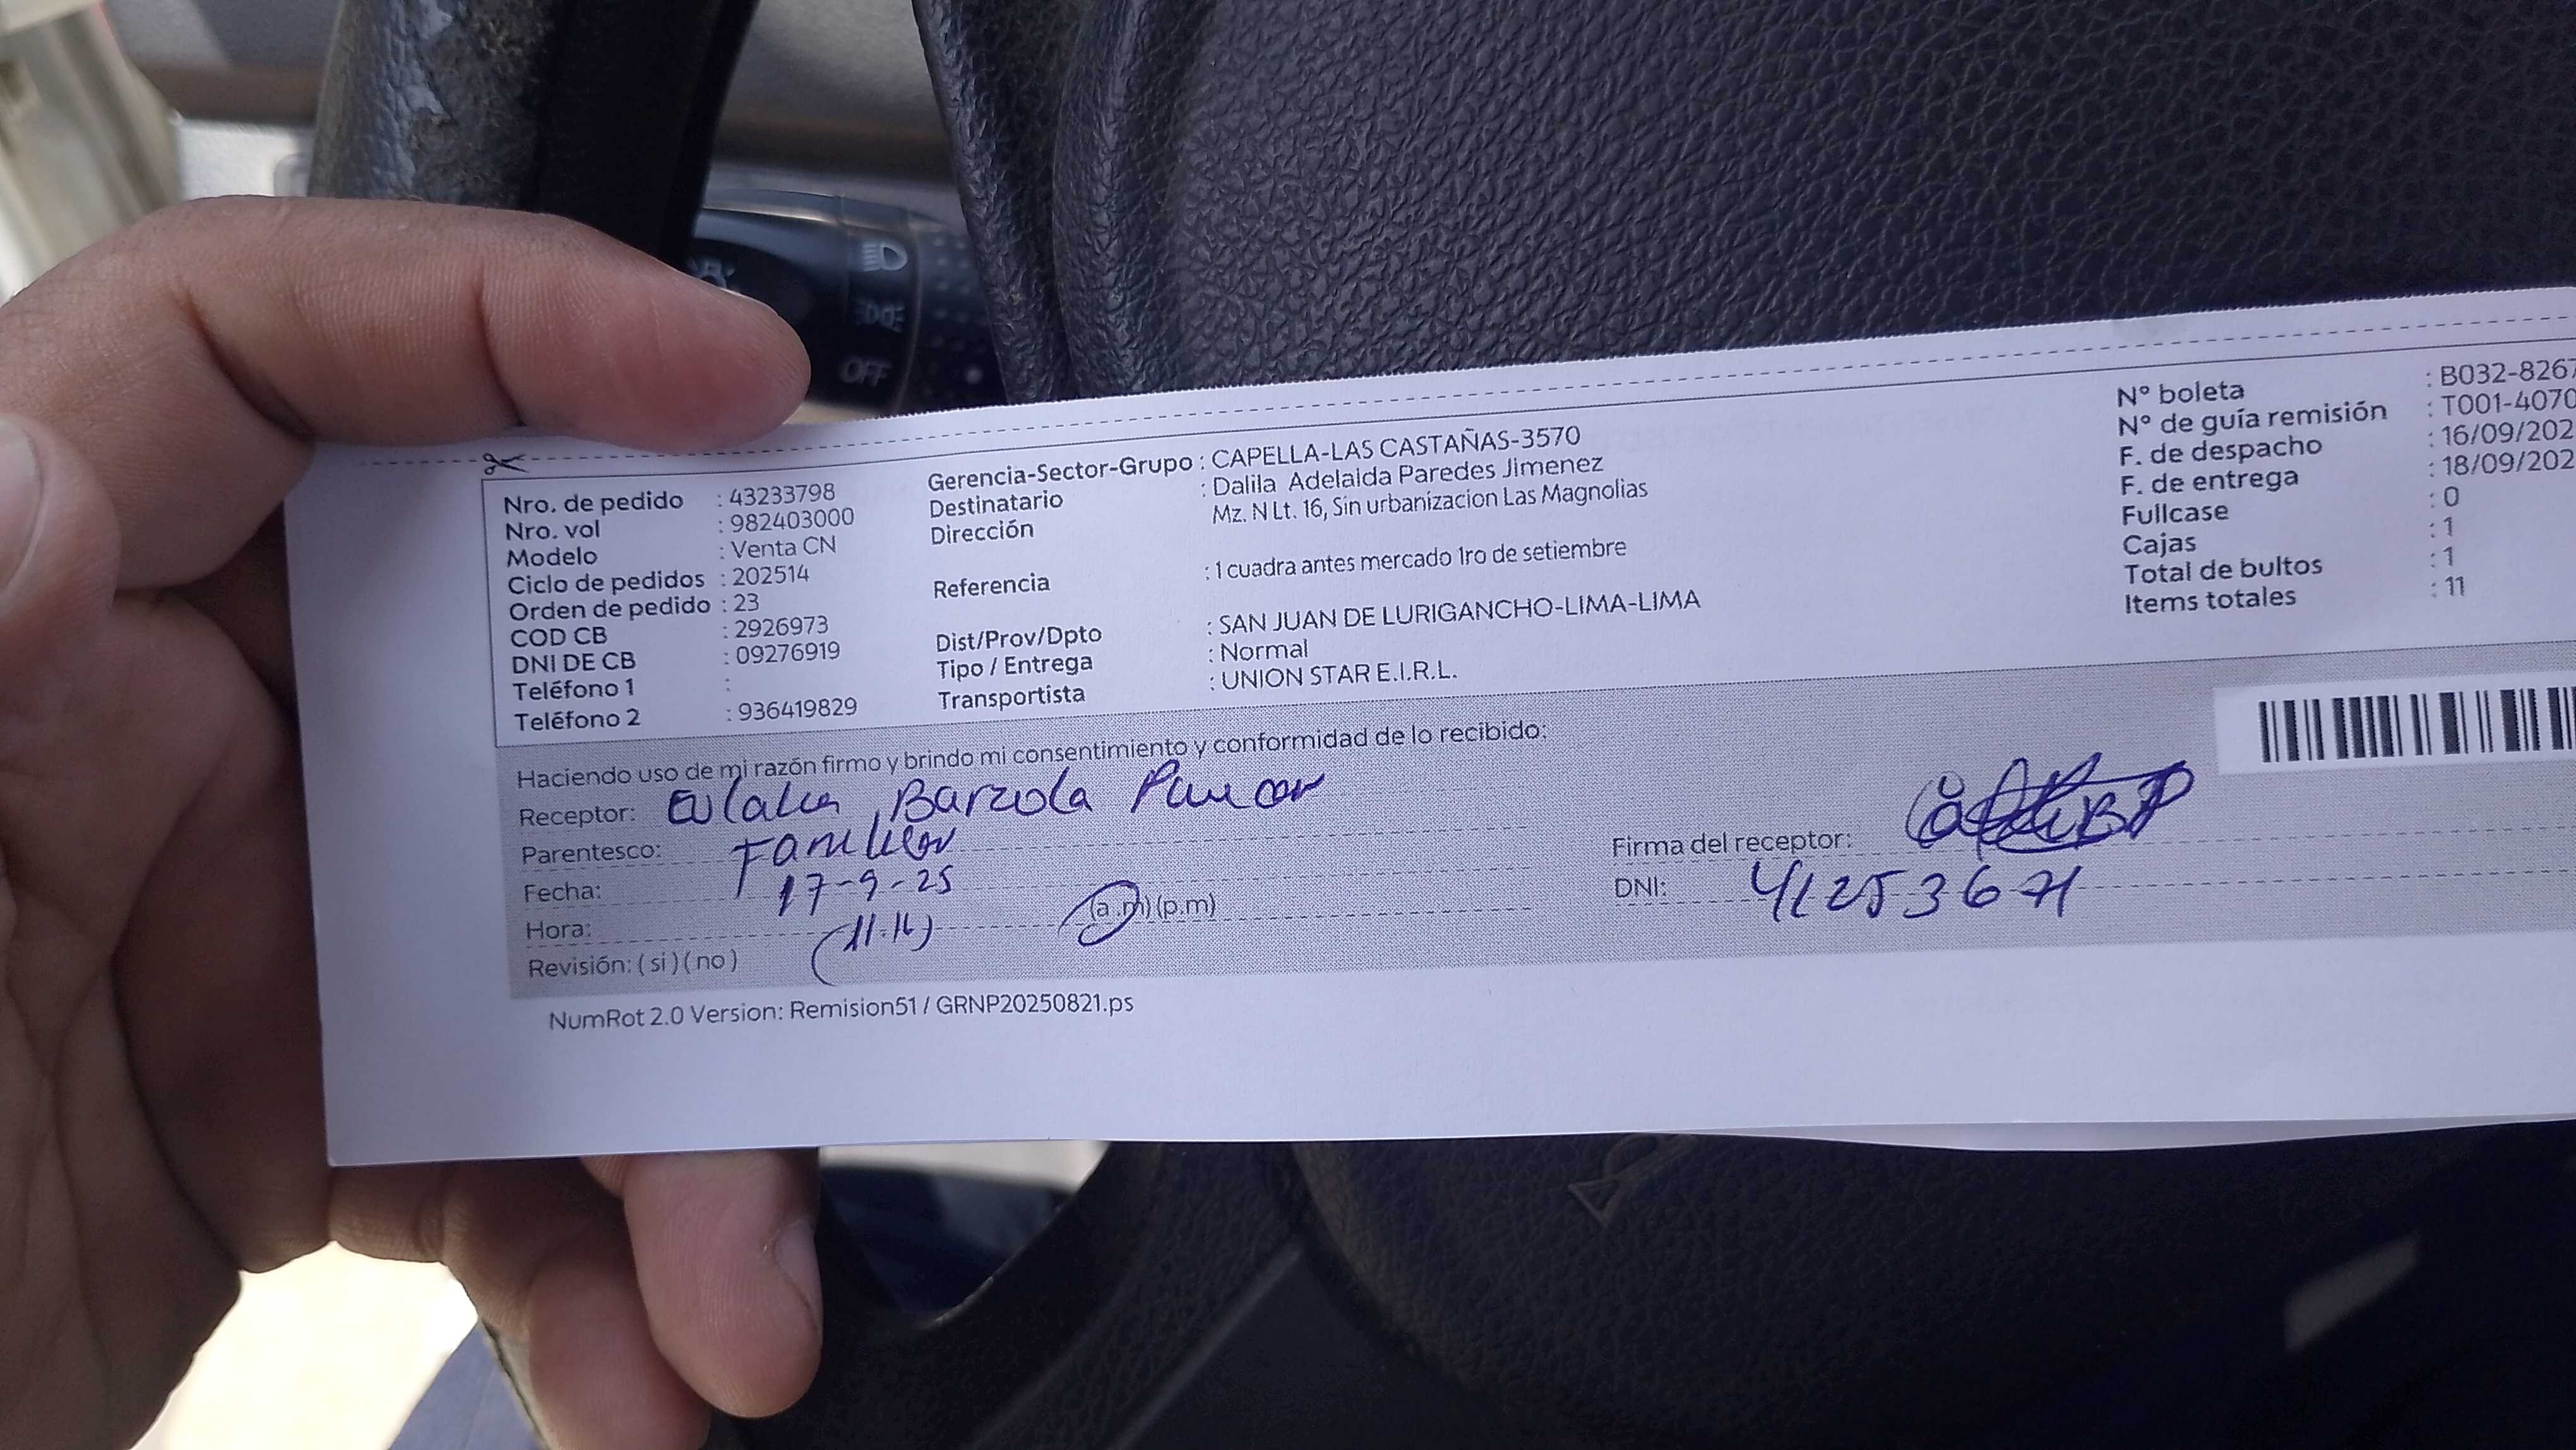 OFF
Nro. de pedido : 43233798
Nro. vol : 982403000
Modelo : Venta CN
Ciclo de pedidos : 202514
Orden de pedido : 23
COD CB : 2926973
DNI DE CB : 09276919
Teléfono 1 :
Teléfono 2 : 936419829
Gerencia-Sector-Grupo : CAPELLA-LAS CASTAÑAS-3570
Destinatario : Dalila Adelaida Paredes Jimenez
Dirección Mz. N Lt. 16, Sin urbanizacion Las Magnolias
Referencia : 1 cuadra antes mercado 1ro de setiembre
Dist/Prov/Dpto : SAN JUAN DE LURIGANCHO-LIMA-LIMA
Tipo / Entrega : Normal
Transportista : UNION STAR E.I.R.L.
N° boleta : B032-8267
N° de guía remisión : T001-4070
F. de despacho : 16/09/202
F. de entrega : 18/09/202
Fullcase : 0
Cajas : 1
Total de bultos : 1
Items totales : 11
Haciendo uso de mi razón firmo y brindo mi consentimiento y conformidad de lo recibido:
Receptor: Eulalia Barzola Paucar
Parentesco: Familiar
Fecha: 17-9-25
Hora: (11.16) (a.m) (p.m)
Revisión: ( si ) ( no )
Firma del receptor:
DNI: 41253671
NumRot 2.0 Version: Remision51 / GRNP20250821.ps